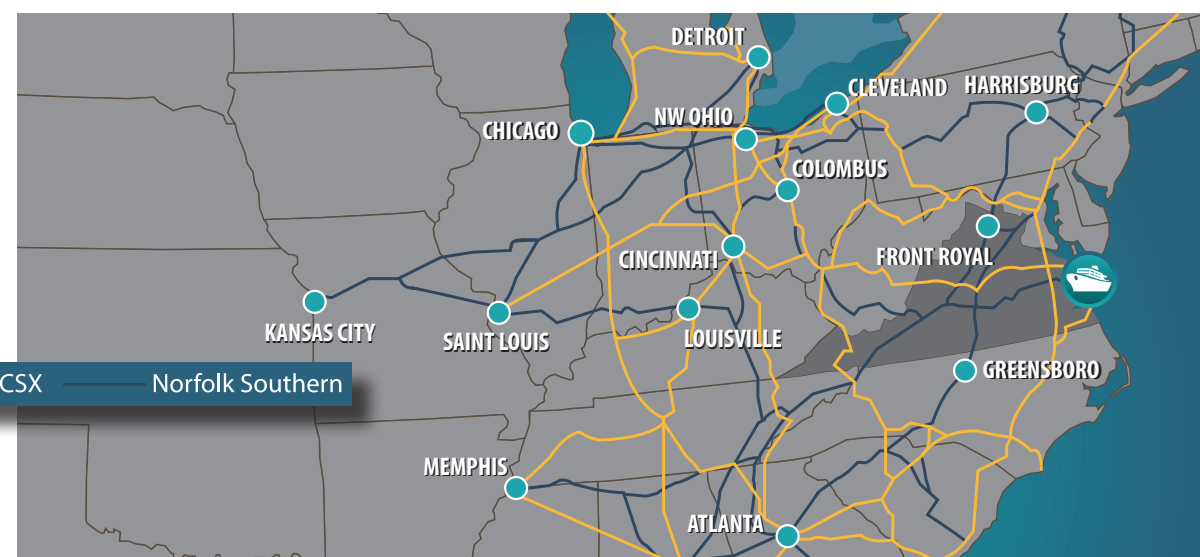 DETROIT
CLEVELAND
HARRISBURG
NW OHIO
CHICAGO
COLOMBUS
FRONT ROYAL
CINCINNATI
KANSAS CITY
SAINT LOUIS
LOUISVILLE
GREENSBORO
CSX Norfolk Southern
MEMPHIS
ATLANTA